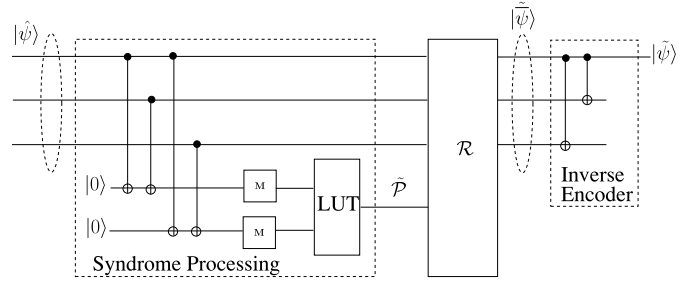 |ψ̂⟩
|ψ̃̅⟩
|ψ̃⟩
|0⟩
M
|0⟩
M
LUT
𝒫̃
ℛ
Inverse
Encoder
Syndrome Processing